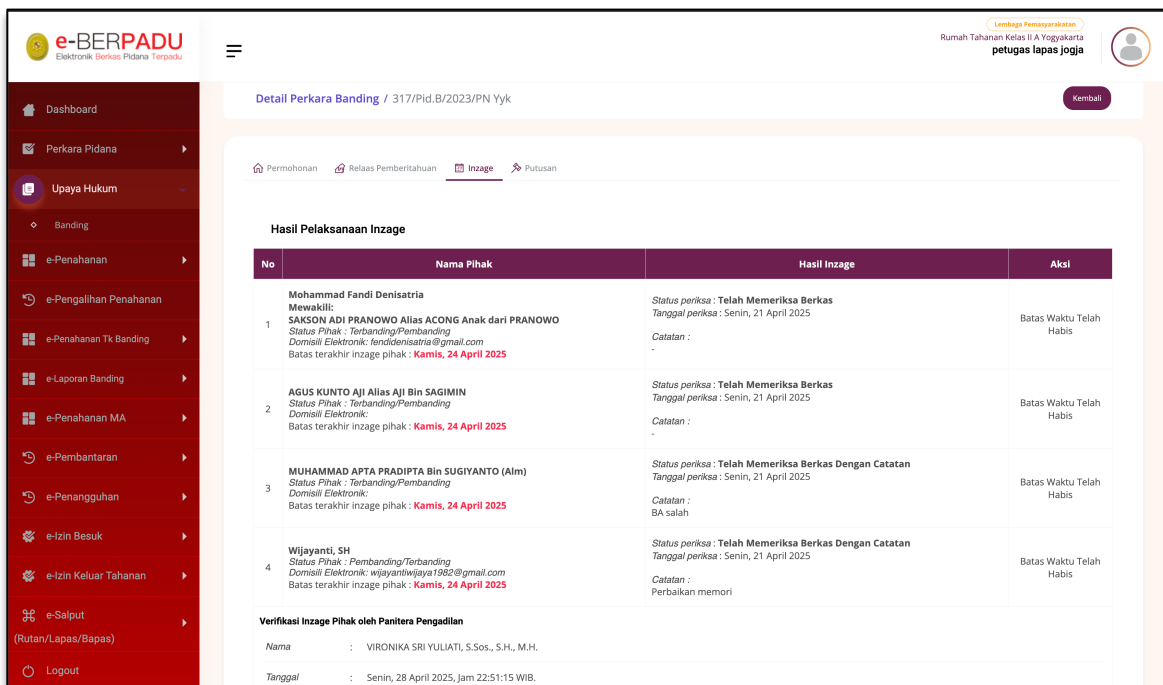 e-BERPADU
Elektronik Berkas Pidana Terpadu
Lembaga Pemasyarakatan
Rumah Tahanan Kelas II A Yogyakarta
petugas lapas jogja
Dashboard
Perkara Pidana
Upaya Hukum
Banding
e-Penahanan
e-Pengalihan Penahanan
e-Penahanan Tk Banding
e-Laporan Banding
e-Penahanan MA
e-Pembantaran
e-Penangguhan
e-Izin Besuk
e-Izin Keluar Tahanan
e-Salput
(Rutan/Lapas/Bapas)
Logout
Detail Perkara Banding / 317/Pid.B/2023/PN Yyk
Kembali
Permohonan Relaas Pemberitahuan Inzage Putusan
Hasil Pelaksanaan Inzage
No Nama Pihak Hasil Inzage Aksi
1
Mohammad Fandi Denisatria
Mewakili:
SAKSON ADI PRANOWO Alias ACONG Anak dari PRANOWO
Status Pihak : Terbanding/Pembanding
Domisili Elektronik: fendidenisatria@gmail.com
Batas terakhir inzage pihak : Kamis, 24 April 2025
Status periksa : Telah Memeriksa Berkas
Tanggal periksa : Senin, 21 April 2025
Catatan :
-
Batas Waktu Telah
Habis
2
AGUS KUNTO AJI Alias AJI Bin SAGIMIN
Status Pihak : Terbanding/Pembanding
Domisili Elektronik:
Batas terakhir inzage pihak : Kamis, 24 April 2025
Status periksa : Telah Memeriksa Berkas
Tanggal periksa : Senin, 21 April 2025
Catatan :
-
Batas Waktu Telah
Habis
3
MUHAMMAD APTA PRADIPTA Bin SUGIYANTO (Alm)
Status Pihak : Terbanding/Pembanding
Domisili Elektronik:
Batas terakhir inzage pihak : Kamis, 24 April 2025
Status periksa : Telah Memeriksa Berkas Dengan Catatan
Tanggal periksa : Senin, 21 April 2025
Catatan :
BA salah
Batas Waktu Telah
Habis
4
Wijayanti, SH
Status Pihak : Pembanding/Terbanding
Domisili Elektronik: wijayantiwijaya1982@gmail.com
Batas terakhir inzage pihak : Kamis, 24 April 2025
Status periksa : Telah Memeriksa Berkas Dengan Catatan
Tanggal periksa : Senin, 21 April 2025
Catatan :
Perbaikan memori
Batas Waktu Telah
Habis
Verifikasi Inzage Pihak oleh Panitera Pengadilan
Nama : VIRONIKA SRI YULIATI, S.Sos., S.H., M.H.
Tanggal : Senin, 28 April 2025, Jam 22:51:15 WIB.